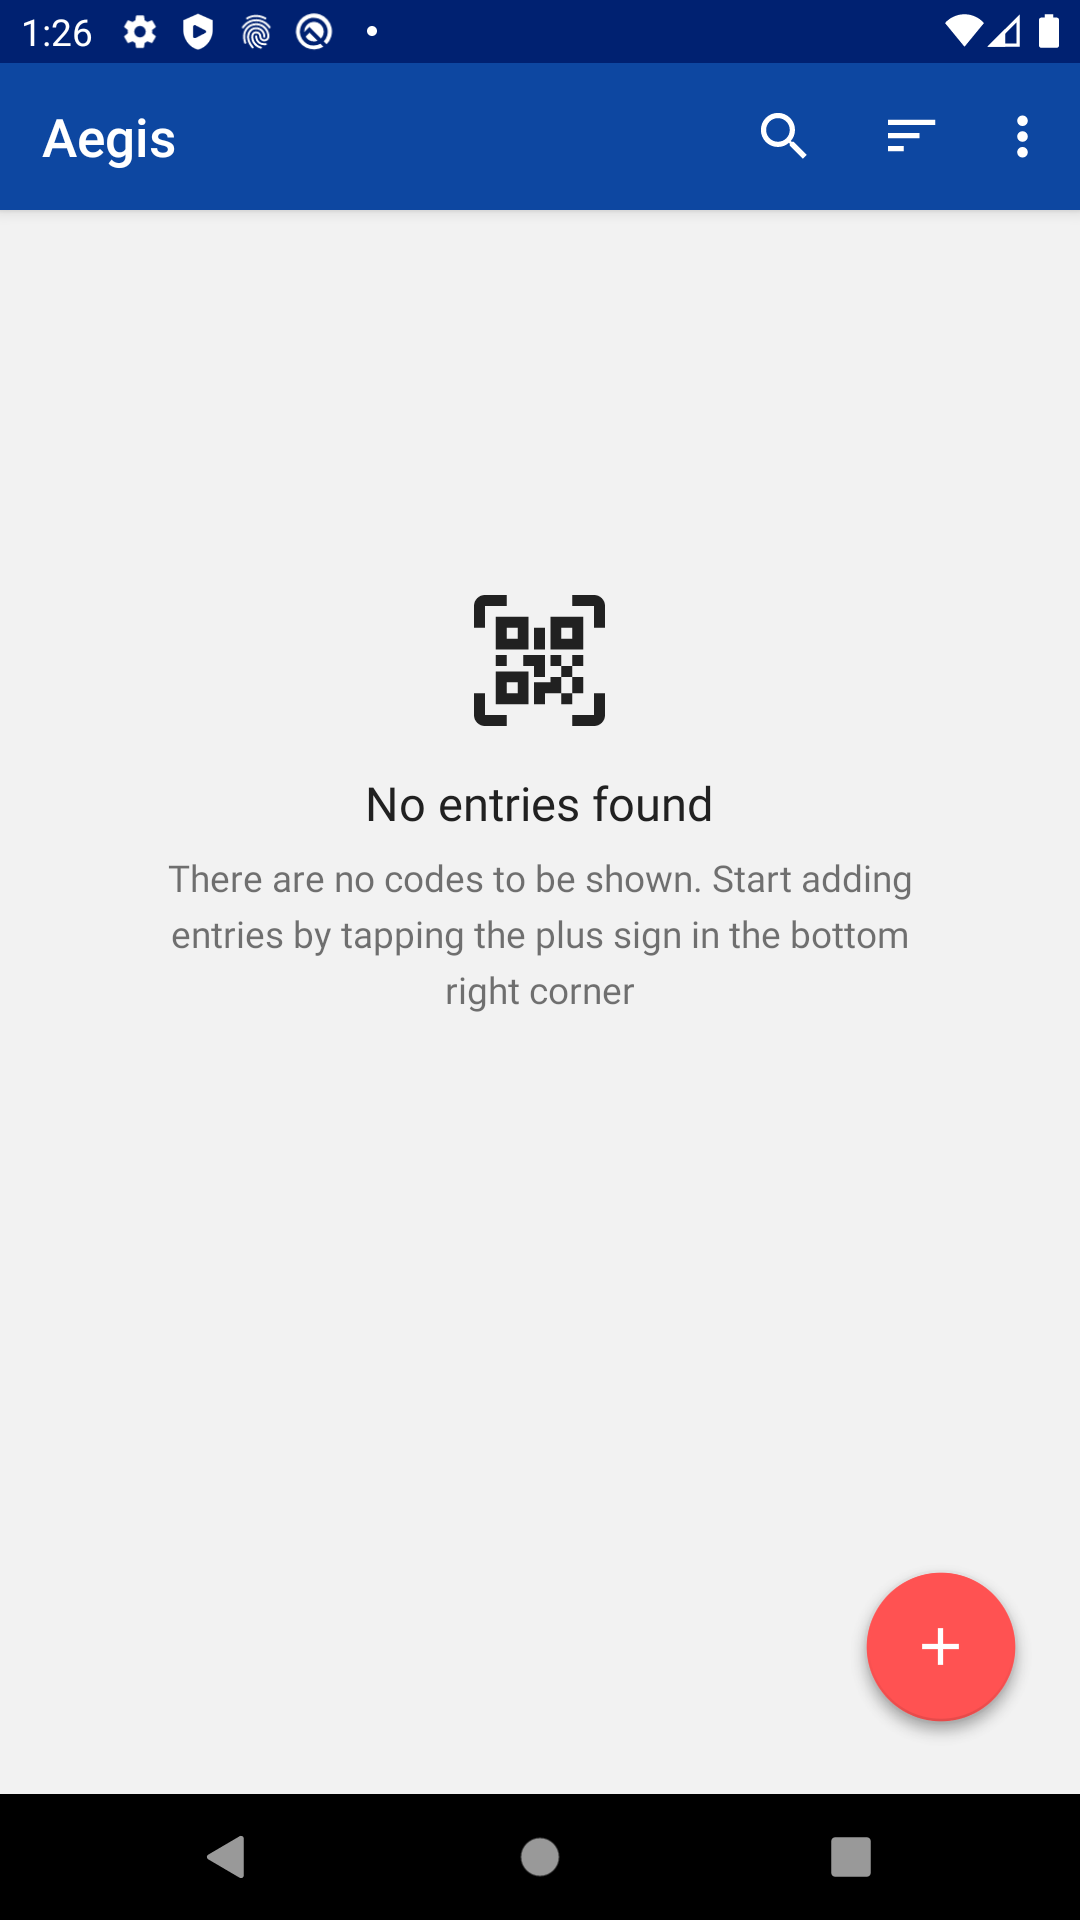 1:26
Aegis
No entries found
There are no codes to be shown. Start adding
entries by tapping the plus sign in the bottom
right corner